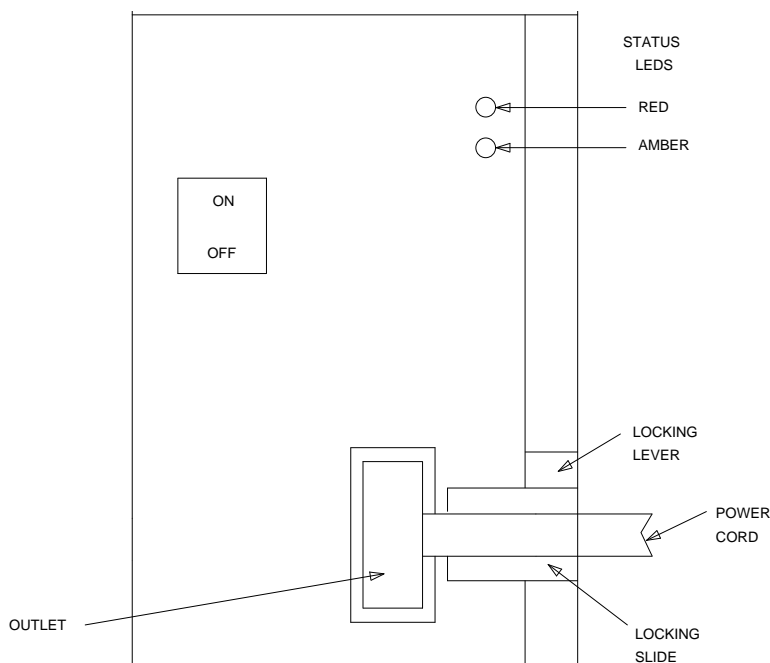 STATUS
LEDS
RED
AMBER
ON
OFF
LOCKING
LEVER
POWER
CORD
OUTLET
LOCKING
SLIDE